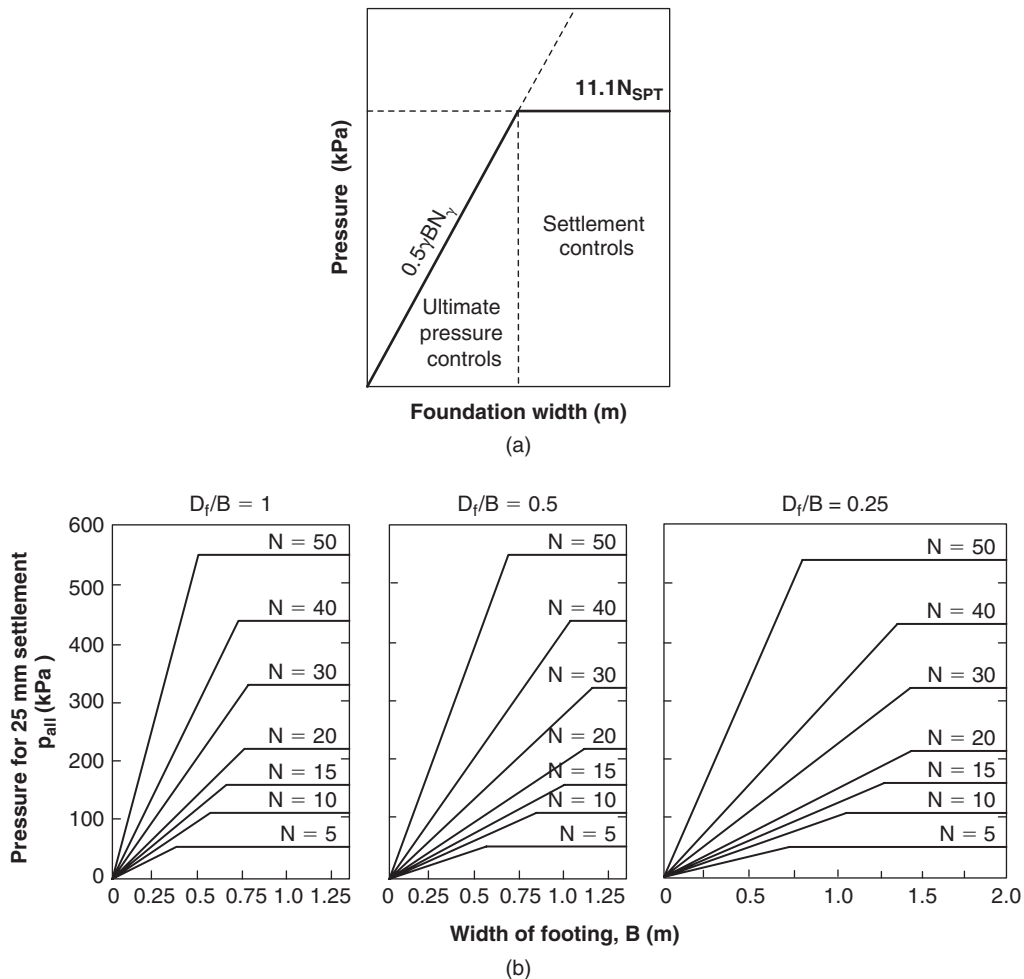 11.1N_SPT
Pressure (kPa)
0.5γBN_γ
Settlement
controls
Ultimate
pressure
controls
Foundation width (m)
(a)
D_f/B = 1
D_f/B = 0.5
D_f/B = 0.25
Pressure for 25 mm settlement
p_all (kPa )
600
500
400
300
200
100
0
N = 50
N = 40
N = 30
N = 20
N = 15
N = 10
N = 5
0 0.25 0.5 0.75 1.0 1.25
N = 50
N = 40
N = 30
N = 20
N = 15
N = 10
N = 5
0 0.25 0.5 0.75 1.0 1.25
N = 50
N = 40
N = 30
N = 20
N = 15
N = 10
N = 5
0 0.25 0.5 1.0 1.5 2.0
Width of footing, B (m)
(b)